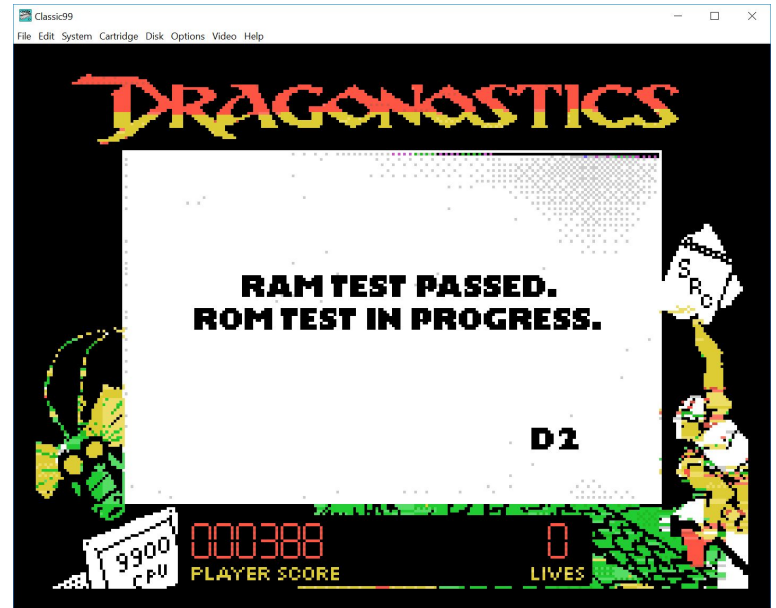 Classic99
File Edit System Cartridge Disk Options Video Help
DRAGONOSTICS
RAM TEST PASSED.
ROM TEST IN PROGRESS.
SRC
D2
9900
CPU
000388
0
PLAYER SCORE
LIVES